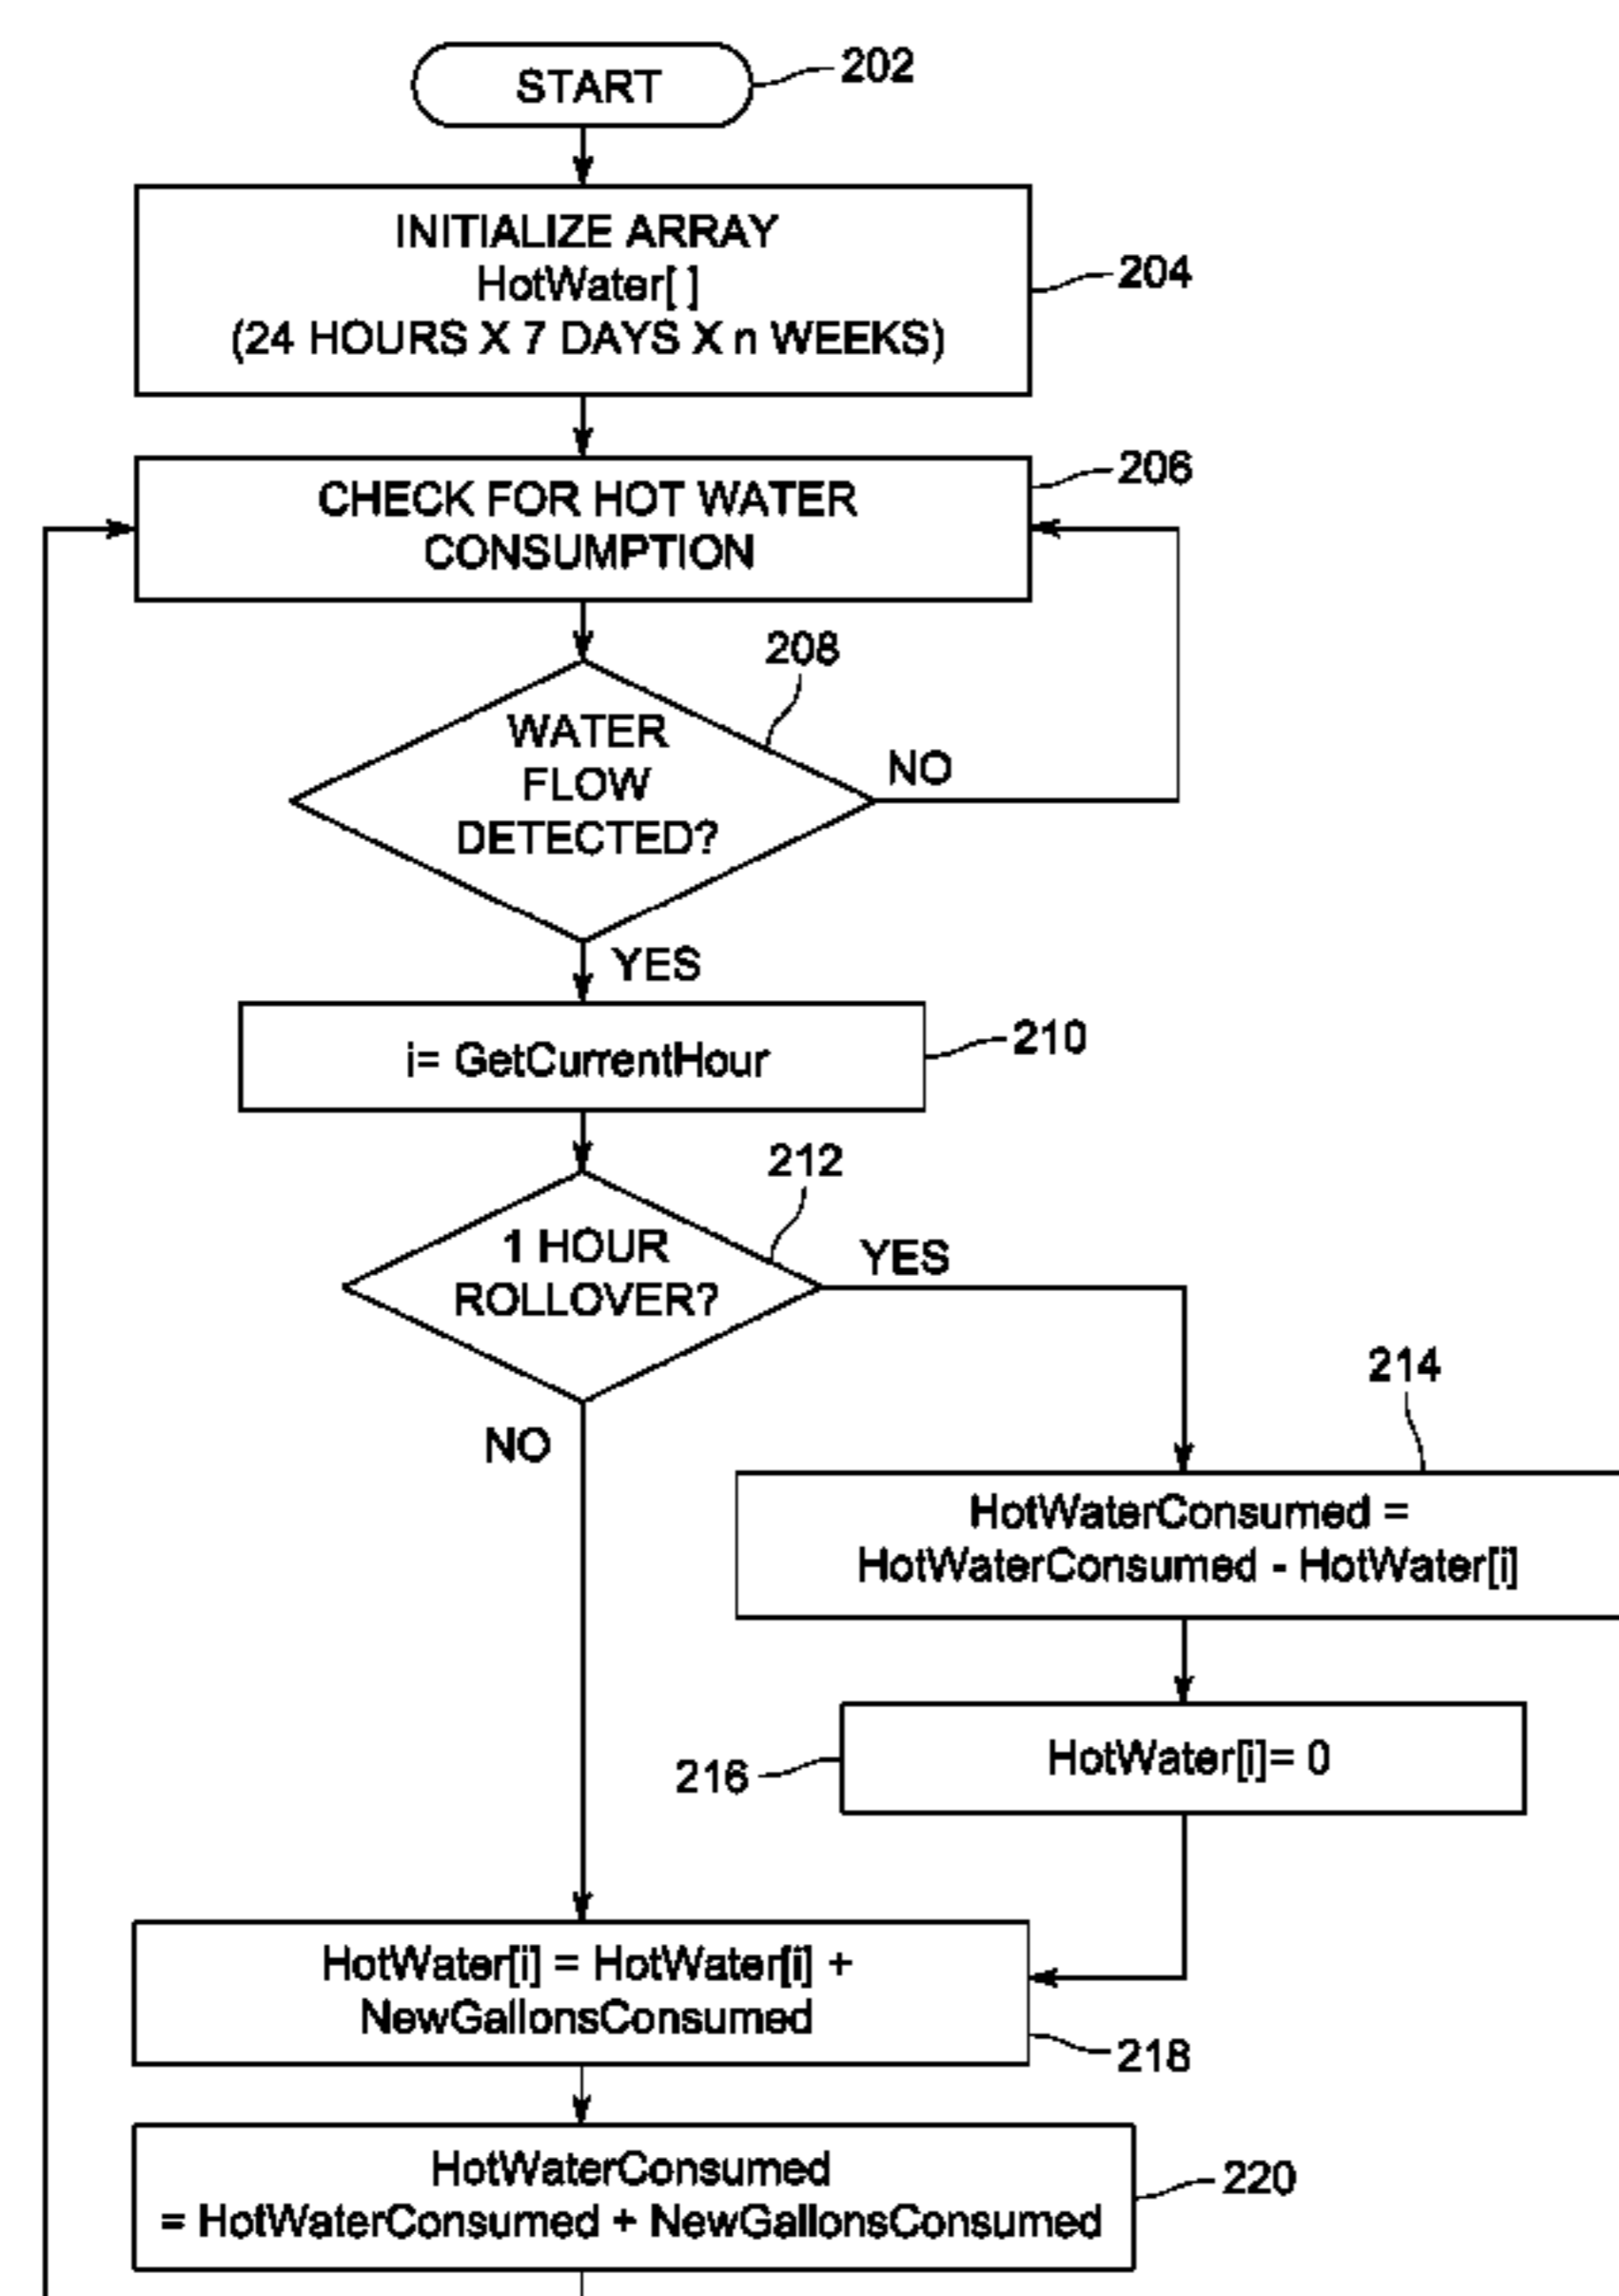 START
202
INITIALIZE ARRAY
HotWater[ ]
(24 HOURS X 7 DAYS X n WEEKS)
204
CHECK FOR HOT WATER
CONSUMPTION
206
208
WATER
FLOW
DETECTED?
NO
YES
i= GetCurrentHour
210
212
1 HOUR
ROLLOVER?
YES
NO
214
HotWaterConsumed =
HotWaterConsumed - HotWater[i]
HotWater[i]= 0
216
HotWater[i] = HotWater[i] +
NewGallonsConsumed
218
HotWaterConsumed
= HotWaterConsumed + NewGallonsConsumed
220